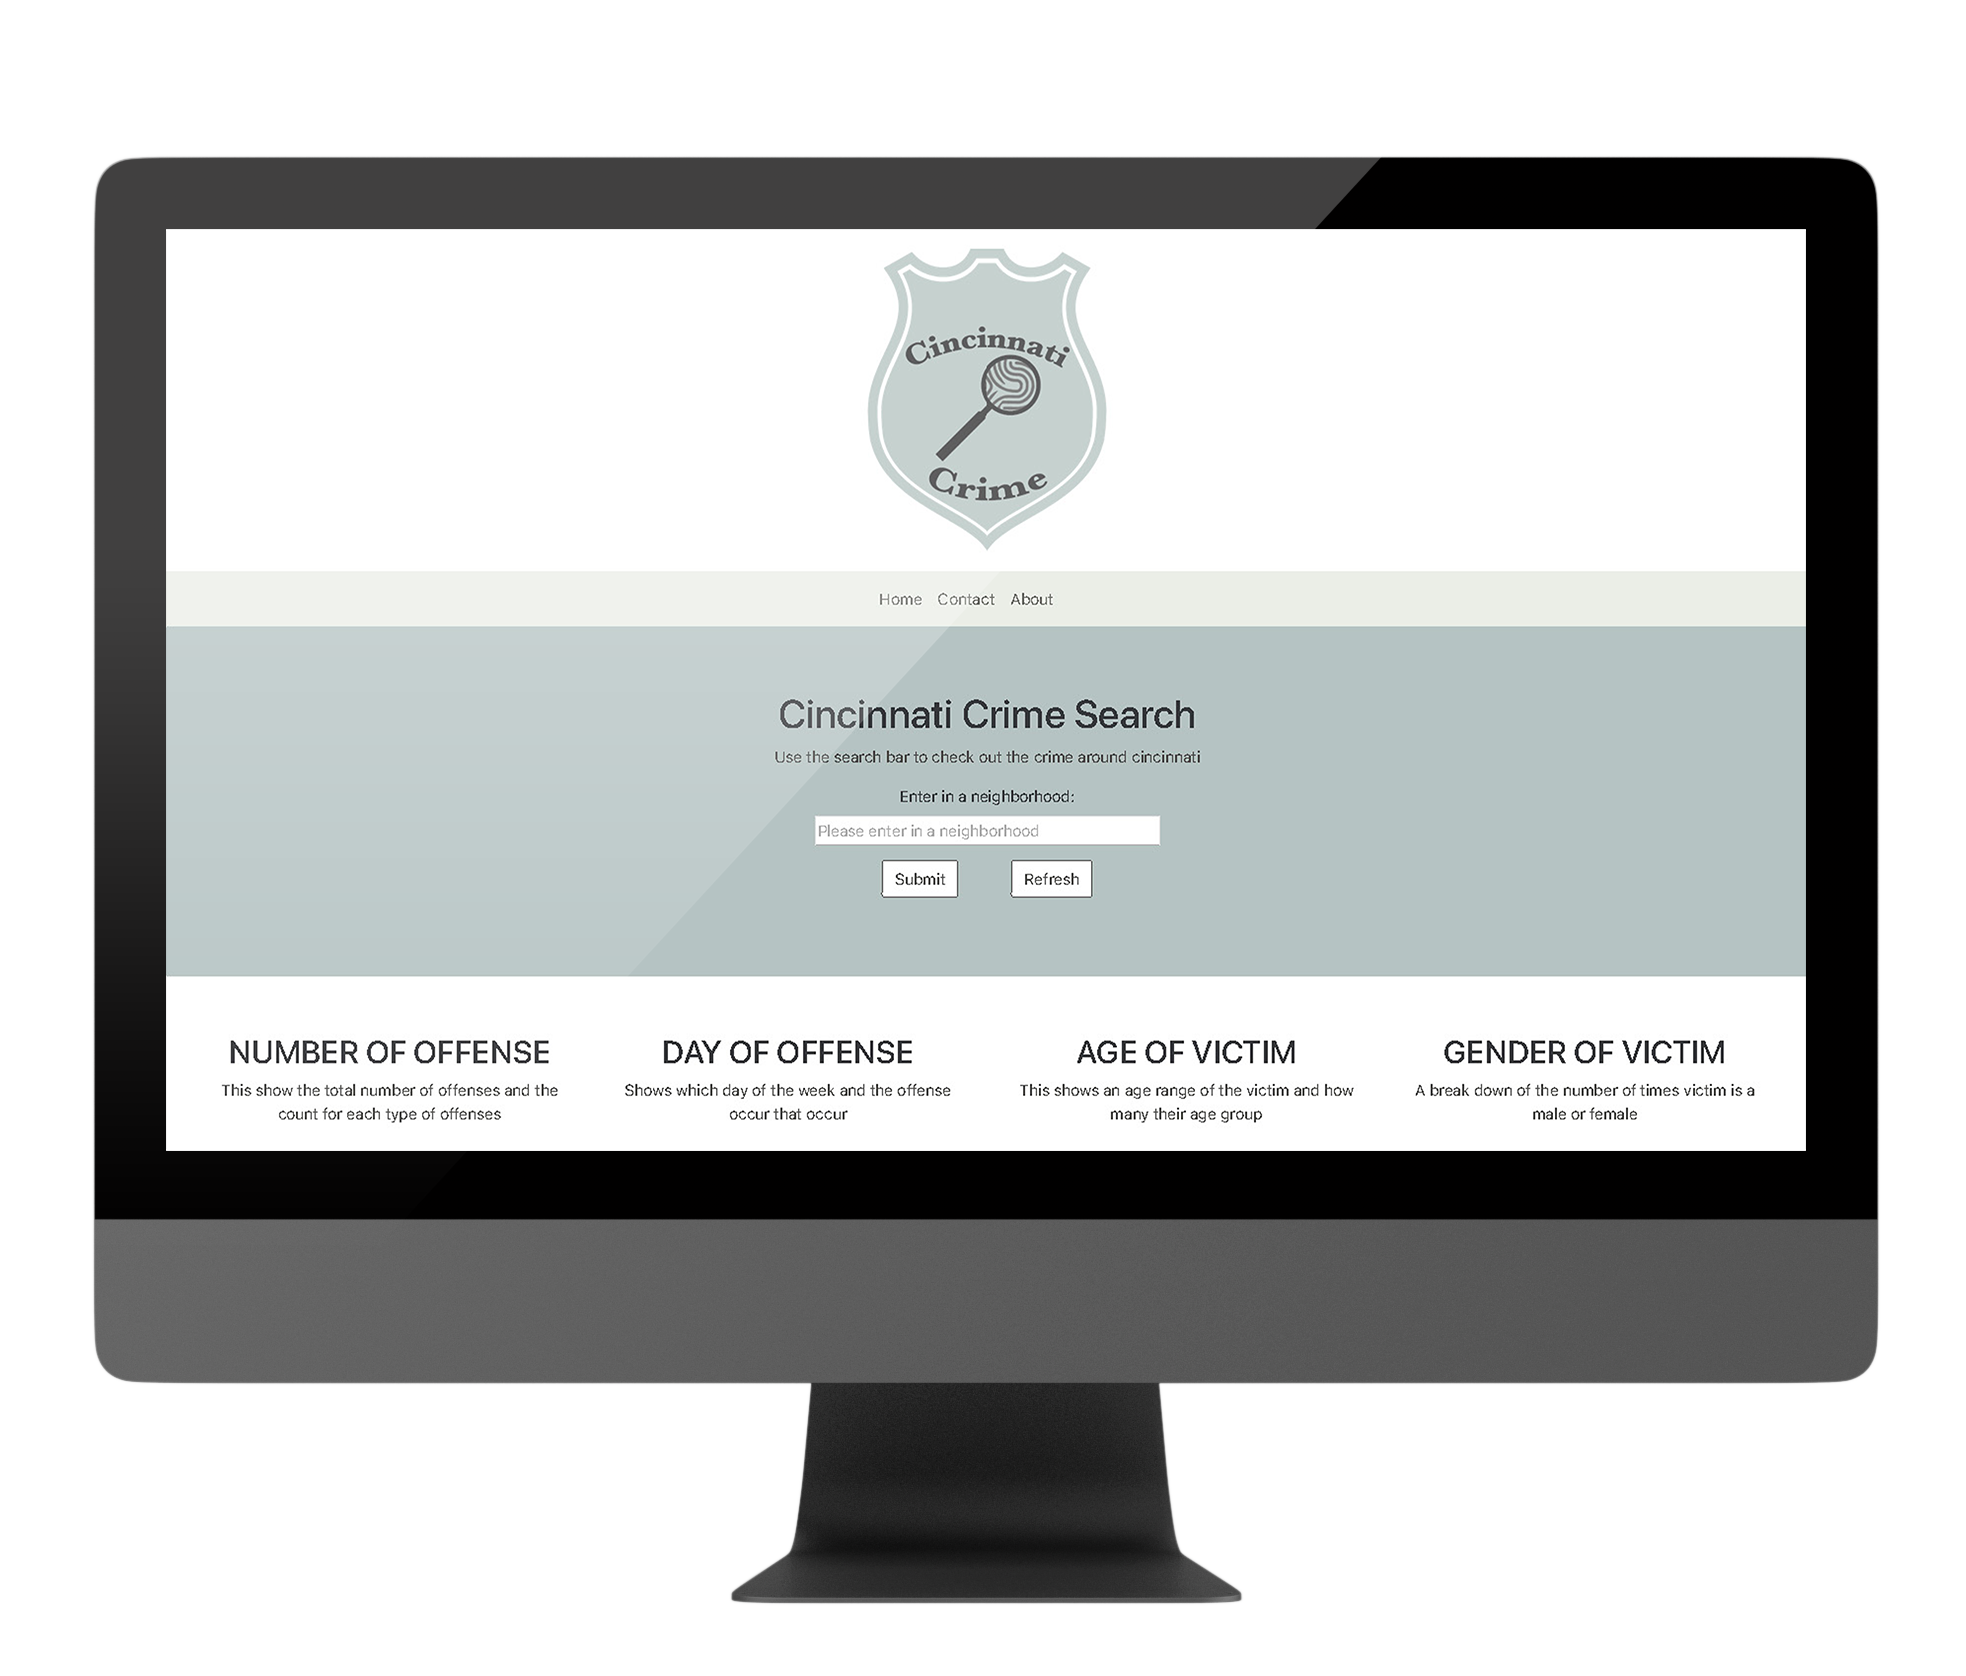 Cincinnati
Crime
Home Contact About
Cincinnati Crime Search
Use the search bar to check out the crime around cincinnati
Enter in a neighborhood:
Please enter in a neighborhood
Submit Refresh
NUMBER OF OFFENSE
This show the total number of offenses and the
count for each type of offenses
DAY OF OFFENSE
Shows which day of the week and the offense
occur that occur
AGE OF VICTIM
This shows an age range of the victim and how
many their age group
GENDER OF VICTIM
A break down of the number of times victim is a
male or female